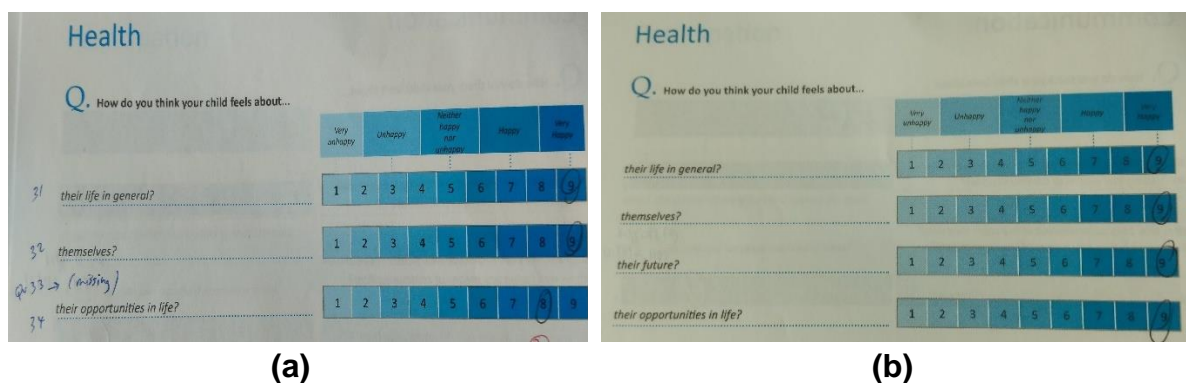 Health
Q. How do you think your child feels about...
Very unhappy Unhappy Neither happy nor unhappy Happy Very happy
31 their life in general? 1 2 3 4 5 6 7 8 9
32 themselves? 1 2 3 4 5 6 7 8 9
Qu 33 → (missing)
34 their opportunities in life? 1 2 3 4 5 6 7 8 9
(a)
Health
Q. How do you think your child feels about...
Very unhappy Unhappy Neither happy nor unhappy Happy Very happy
their life in general? 1 2 3 4 5 6 7 8 9
themselves? 1 2 3 4 5 6 7 8 9
their future? 1 2 3 4 5 6 7 8 9
their opportunities in life? 1 2 3 4 5 6 7 8 9
(b)